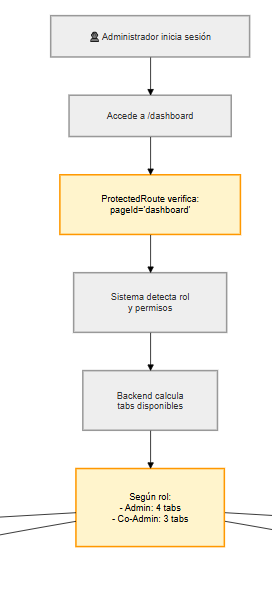 Administrador inicia sesión
Accede a /dashboard
ProtectedRoute verifica:
pageId='dashboard'
Sistema detecta rol
y permisos
Backend calcula
tabs disponibles
Según rol:
- Admin: 4 tabs
- Co-Admin: 3 tabs